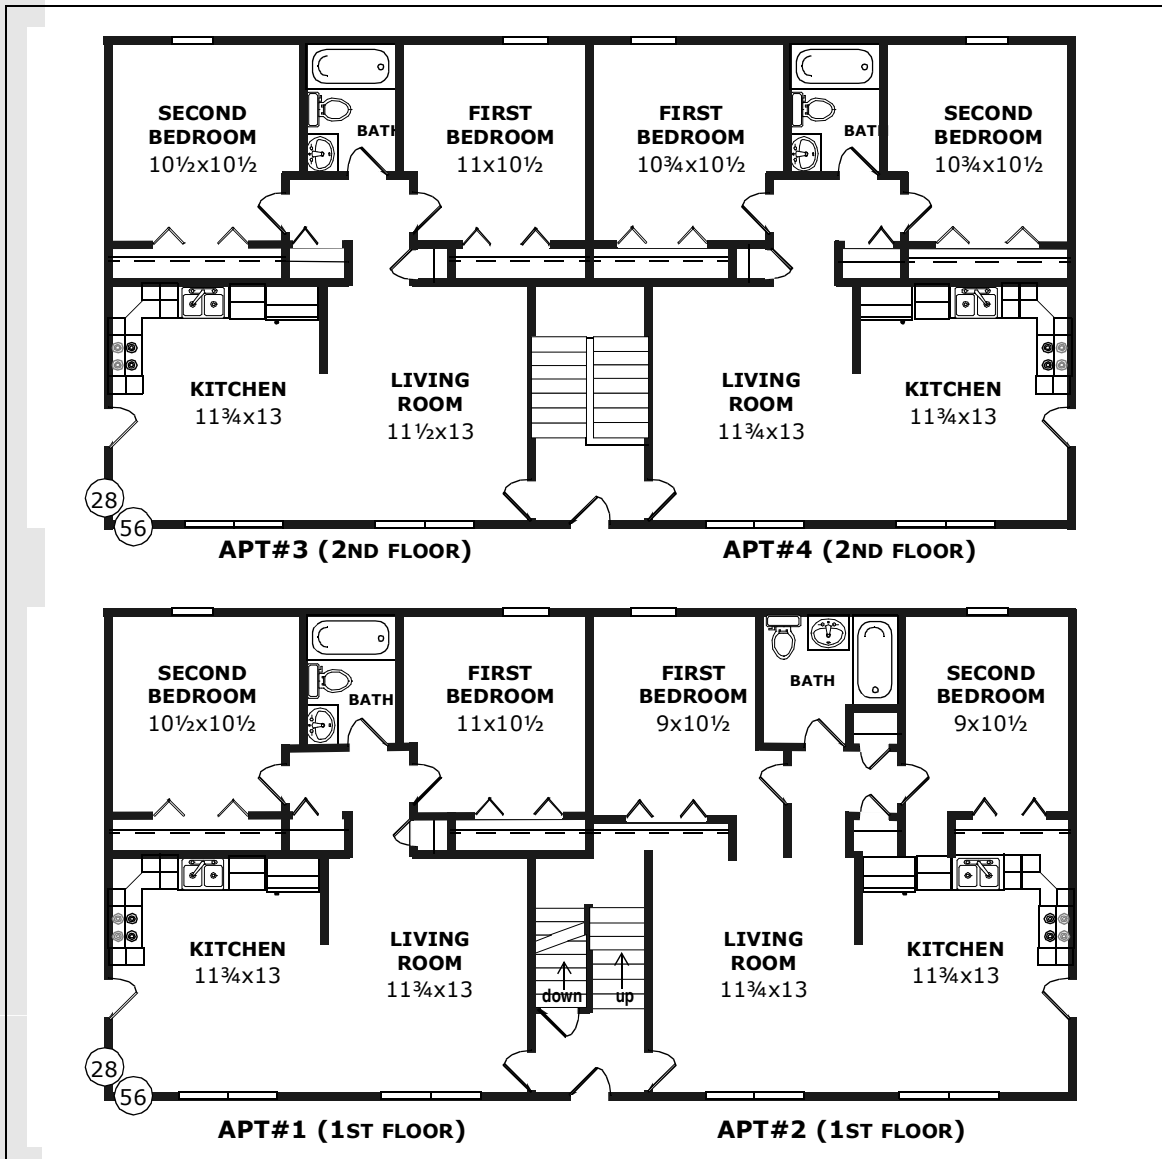 SECOND
BEDROOM
10½x10½
BATH
FIRST
BEDROOM
11x10½
FIRST
BEDROOM
10¾x10½
BATH
SECOND
BEDROOM
10¾x10½
KITCHEN
11¾x13
LIVING
ROOM
11½x13
LIVING
ROOM
11¾x13
KITCHEN
11¾x13
28
56
APT#3 (2ND FLOOR)
APT#4 (2ND FLOOR)
SECOND
BEDROOM
10½x10½
BATH
FIRST
BEDROOM
11x10½
FIRST
BEDROOM
9x10½
BATH
SECOND
BEDROOM
9x10½
KITCHEN
11¾x13
LIVING
ROOM
11¾x13
down
up
LIVING
ROOM
11¾x13
KITCHEN
11¾x13
28
56
APT#1 (1ST FLOOR)
APT#2 (1ST FLOOR)